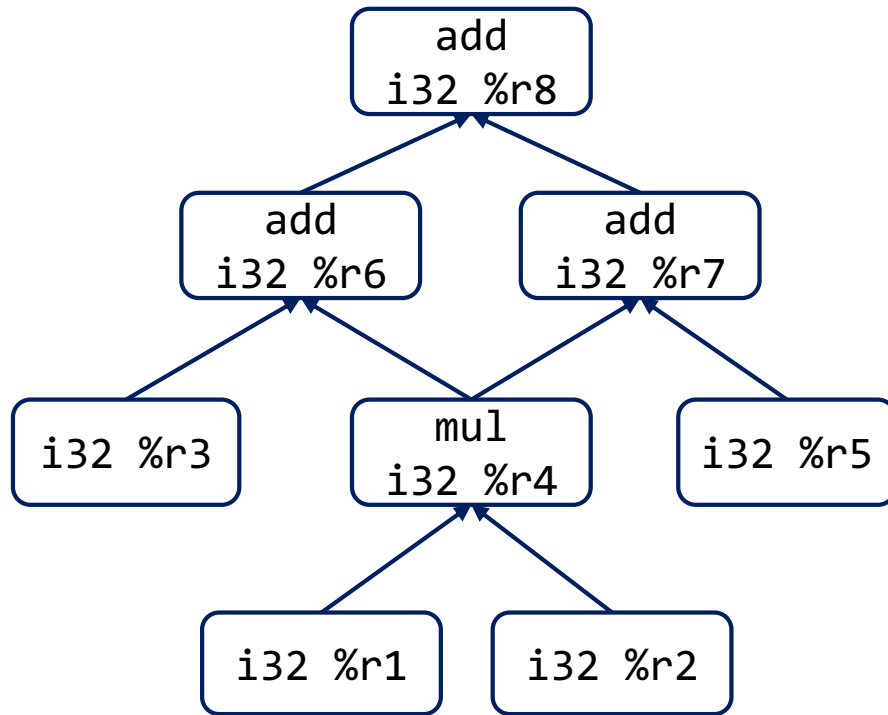 add
i32 %r8
add
i32 %r6
add
i32 %r7
i32 %r3
mul
i32 %r4
i32 %r5
i32 %r1
i32 %r2